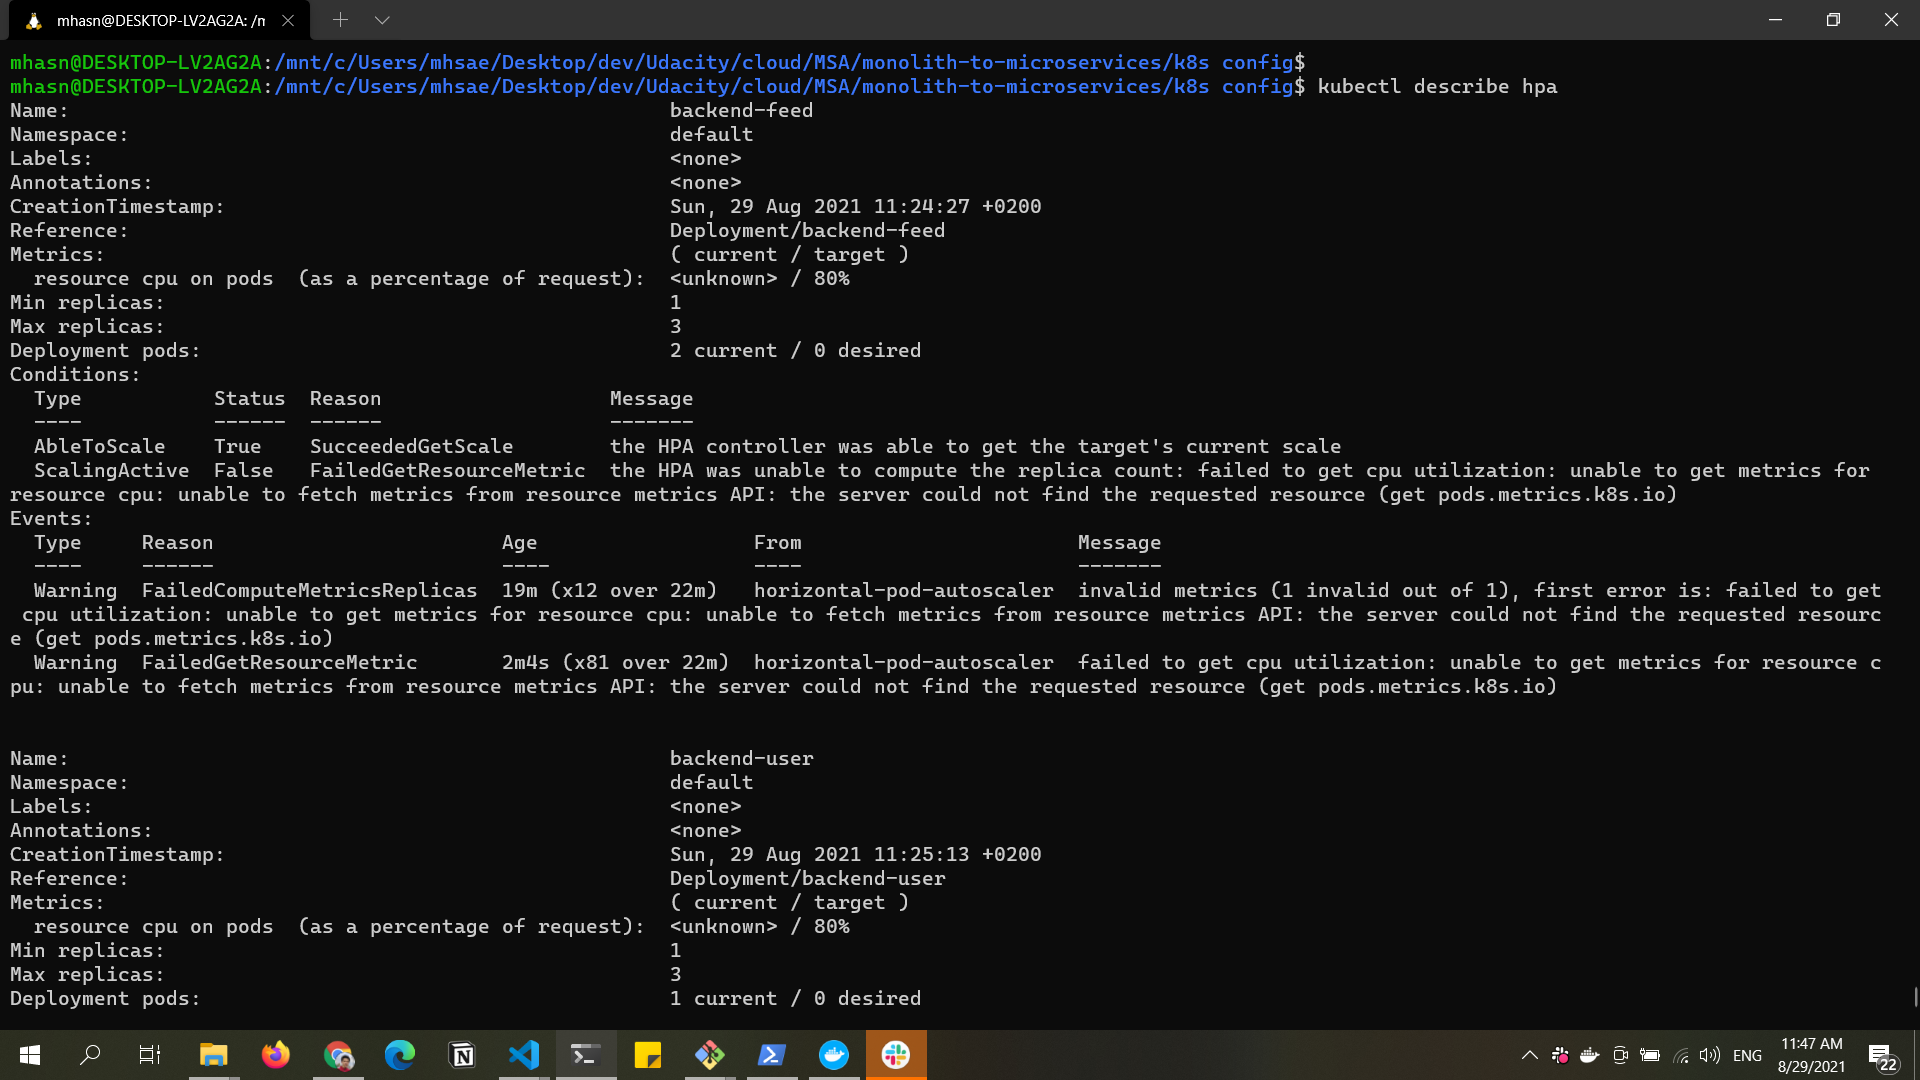 mhasn@DESKTOP-LV2AG2A: /m
mhasn@DESKTOP-LV2AG2A:/mnt/c/Users/mhsae/Desktop/dev/Udacity/cloud/MSA/monolith-to-microservices/k8s config$
mhasn@DESKTOP-LV2AG2A:/mnt/c/Users/mhsae/Desktop/dev/Udacity/cloud/MSA/monolith-to-microservices/k8s config$ kubectl describe hpa
Name: backend-feed
Namespace: default
Labels: <none>
Annotations: <none>
CreationTimestamp: Sun, 29 Aug 2021 11:24:27 +0200
Reference: Deployment/backend-feed
Metrics: ( current / target )
resource cpu on pods (as a percentage of request): <unknown> / 80%
Min replicas: 1
Max replicas: 3
Deployment pods: 2 current / 0 desired
Conditions:
Type Status Reason Message
---- ------ ------ -------
AbleToScale True SucceededGetScale the HPA controller was able to get the target's current scale
ScalingActive False FailedGetResourceMetric the HPA was unable to compute the replica count: failed to get cpu utilization: unable to get metrics for
resource cpu: unable to fetch metrics from resource metrics API: the server could not find the requested resource (get pods.metrics.k8s.io)
Events:
Type Reason Age From Message
---- ------ ---- ---- -------
Warning FailedComputeMetricsReplicas 19m (x12 over 22m) horizontal-pod-autoscaler invalid metrics (1 invalid out of 1), first error is: failed to get
cpu utilization: unable to get metrics for resource cpu: unable to fetch metrics from resource metrics API: the server could not find the requested resourc
e (get pods.metrics.k8s.io)
Warning FailedGetResourceMetric 2m4s (x81 over 22m) horizontal-pod-autoscaler failed to get cpu utilization: unable to get metrics for resource c
pu: unable to fetch metrics from resource metrics API: the server could not find the requested resource (get pods.metrics.k8s.io)
Name: backend-user
Namespace: default
Labels: <none>
Annotations: <none>
CreationTimestamp: Sun, 29 Aug 2021 11:25:13 +0200
Reference: Deployment/backend-user
Metrics: ( current / target )
resource cpu on pods (as a percentage of request): <unknown> / 80%
Min replicas: 1
Max replicas: 3
Deployment pods: 1 current / 0 desired
ENG
11:47 AM
8/29/2021
22